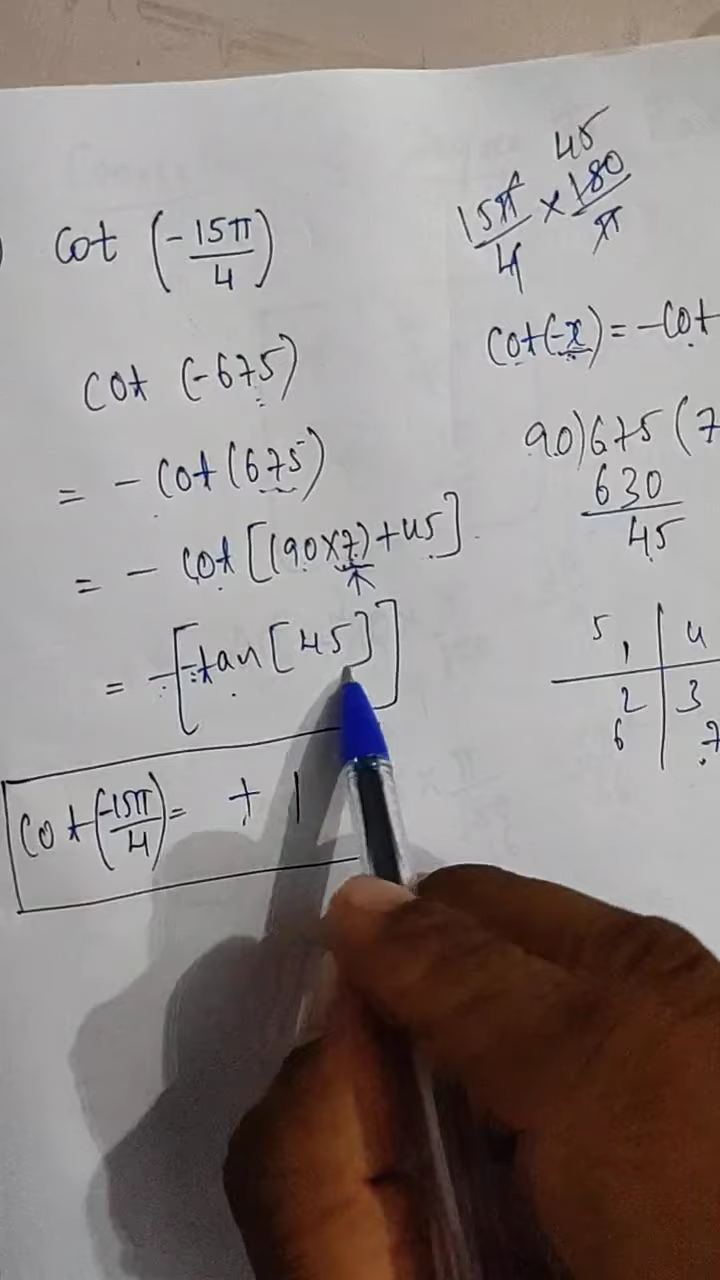 cot (-15π/4)
15π/4 × 180/π
45
cot (-675)
cot(-x) = -cot
= - cot (675)
90)675(7
630
45
= - cot [(90×7)+45]
= -[-tan [45]]
5 1 | 4
2 | 3
6 | 7
cot(-15π/4) = + 1